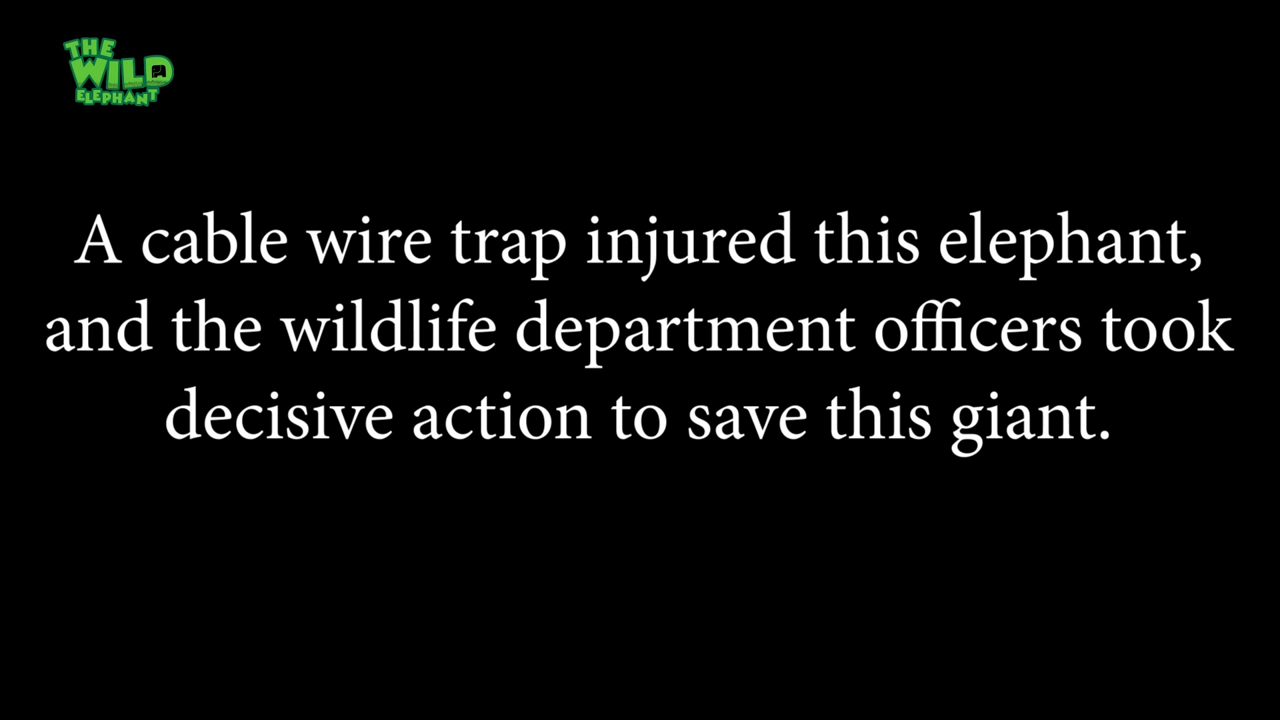 THE
WILD
ELEPHANT
A cable wire trap injured this elephant,
and the wildlife department officers took
decisive action to save this giant.